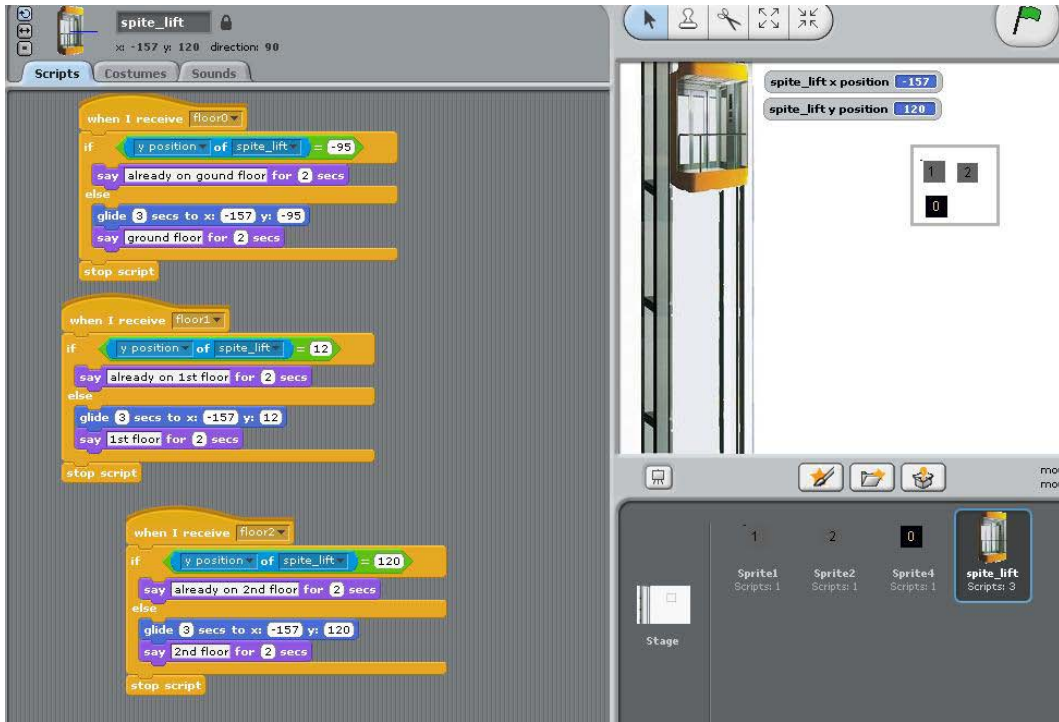 spite_lift
x: -157 y: 120 direction: 90
Scripts Costumes Sounds
when I receive floor0
if y position of spite_lift = -95
say already on gound floor for 2 secs
else
glide 3 secs to x: -157 y: -95
say ground floor for 2 secs
stop script
when I receive floor1
if y position of spite_lift = 12
say already on 1st floor for 2 secs
else
glide 3 secs to x: -157 y: 12
say 1st floor for 2 secs
stop script
when I receive floor2
if y position of spite_lift = 120
say already on 2nd floor for 2 secs
else
glide 3 secs to x: -157 y: 120
say 2nd floor for 2 secs
stop script
spite_lift x position -157
spite_lift y position 120
1 2
0
mou
mou
1 2 0
Sprite1 Sprite2 Sprite4 spite_lift
Scripts: 1 Scripts: 1 Scripts: 1 Scripts: 3
Stage